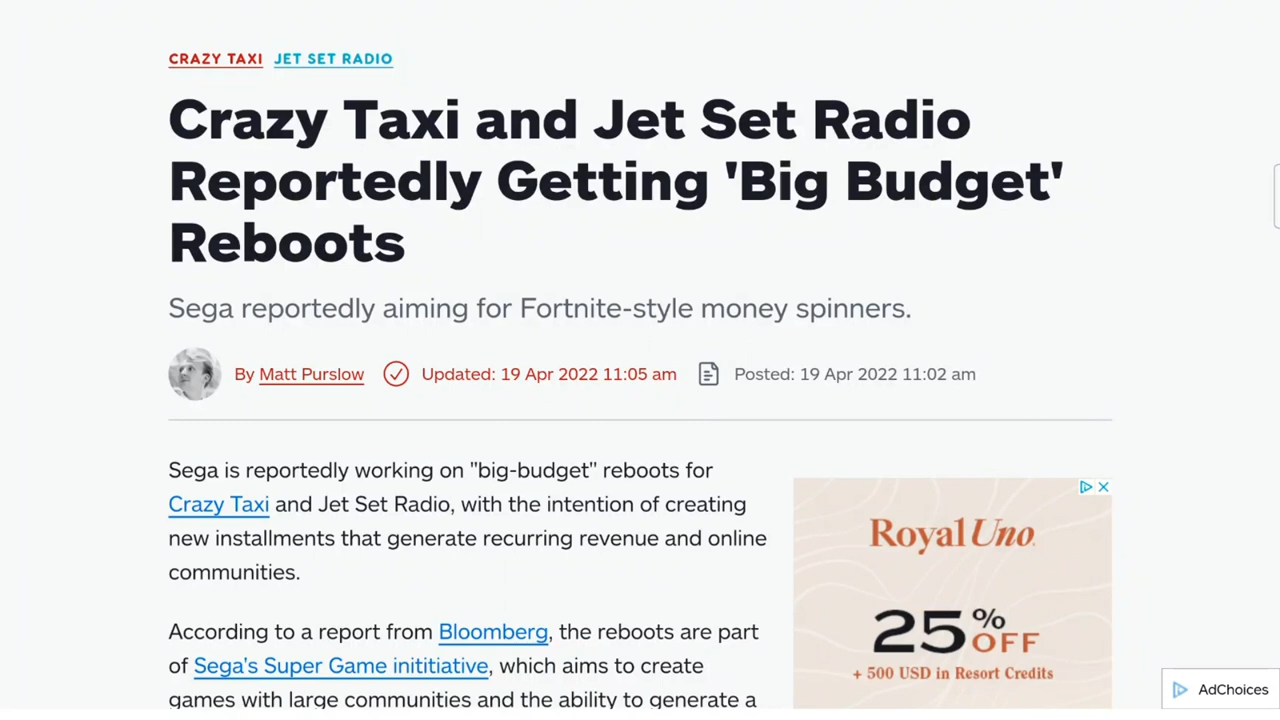 CRAZY TAXI JET SET RADIO
Crazy Taxi and Jet Set Radio
Reportedly Getting 'Big Budget'
Reboots
Sega reportedly aiming for Fortnite-style money spinners.
By Matt Purslow Updated: 19 Apr 2022 11:05 am Posted: 19 Apr 2022 11:02 am
Sega is reportedly working on "big-budget" reboots for
Crazy Taxi and Jet Set Radio, with the intention of creating
new installments that generate recurring revenue and online
communities.
According to a report from Bloomberg, the reboots are part
of Sega's Super Game inititiative, which aims to create
games with large communities and the ability to generate a
Royal Uno
25% OFF
+ 500 USD in Resort Credits
AdChoices